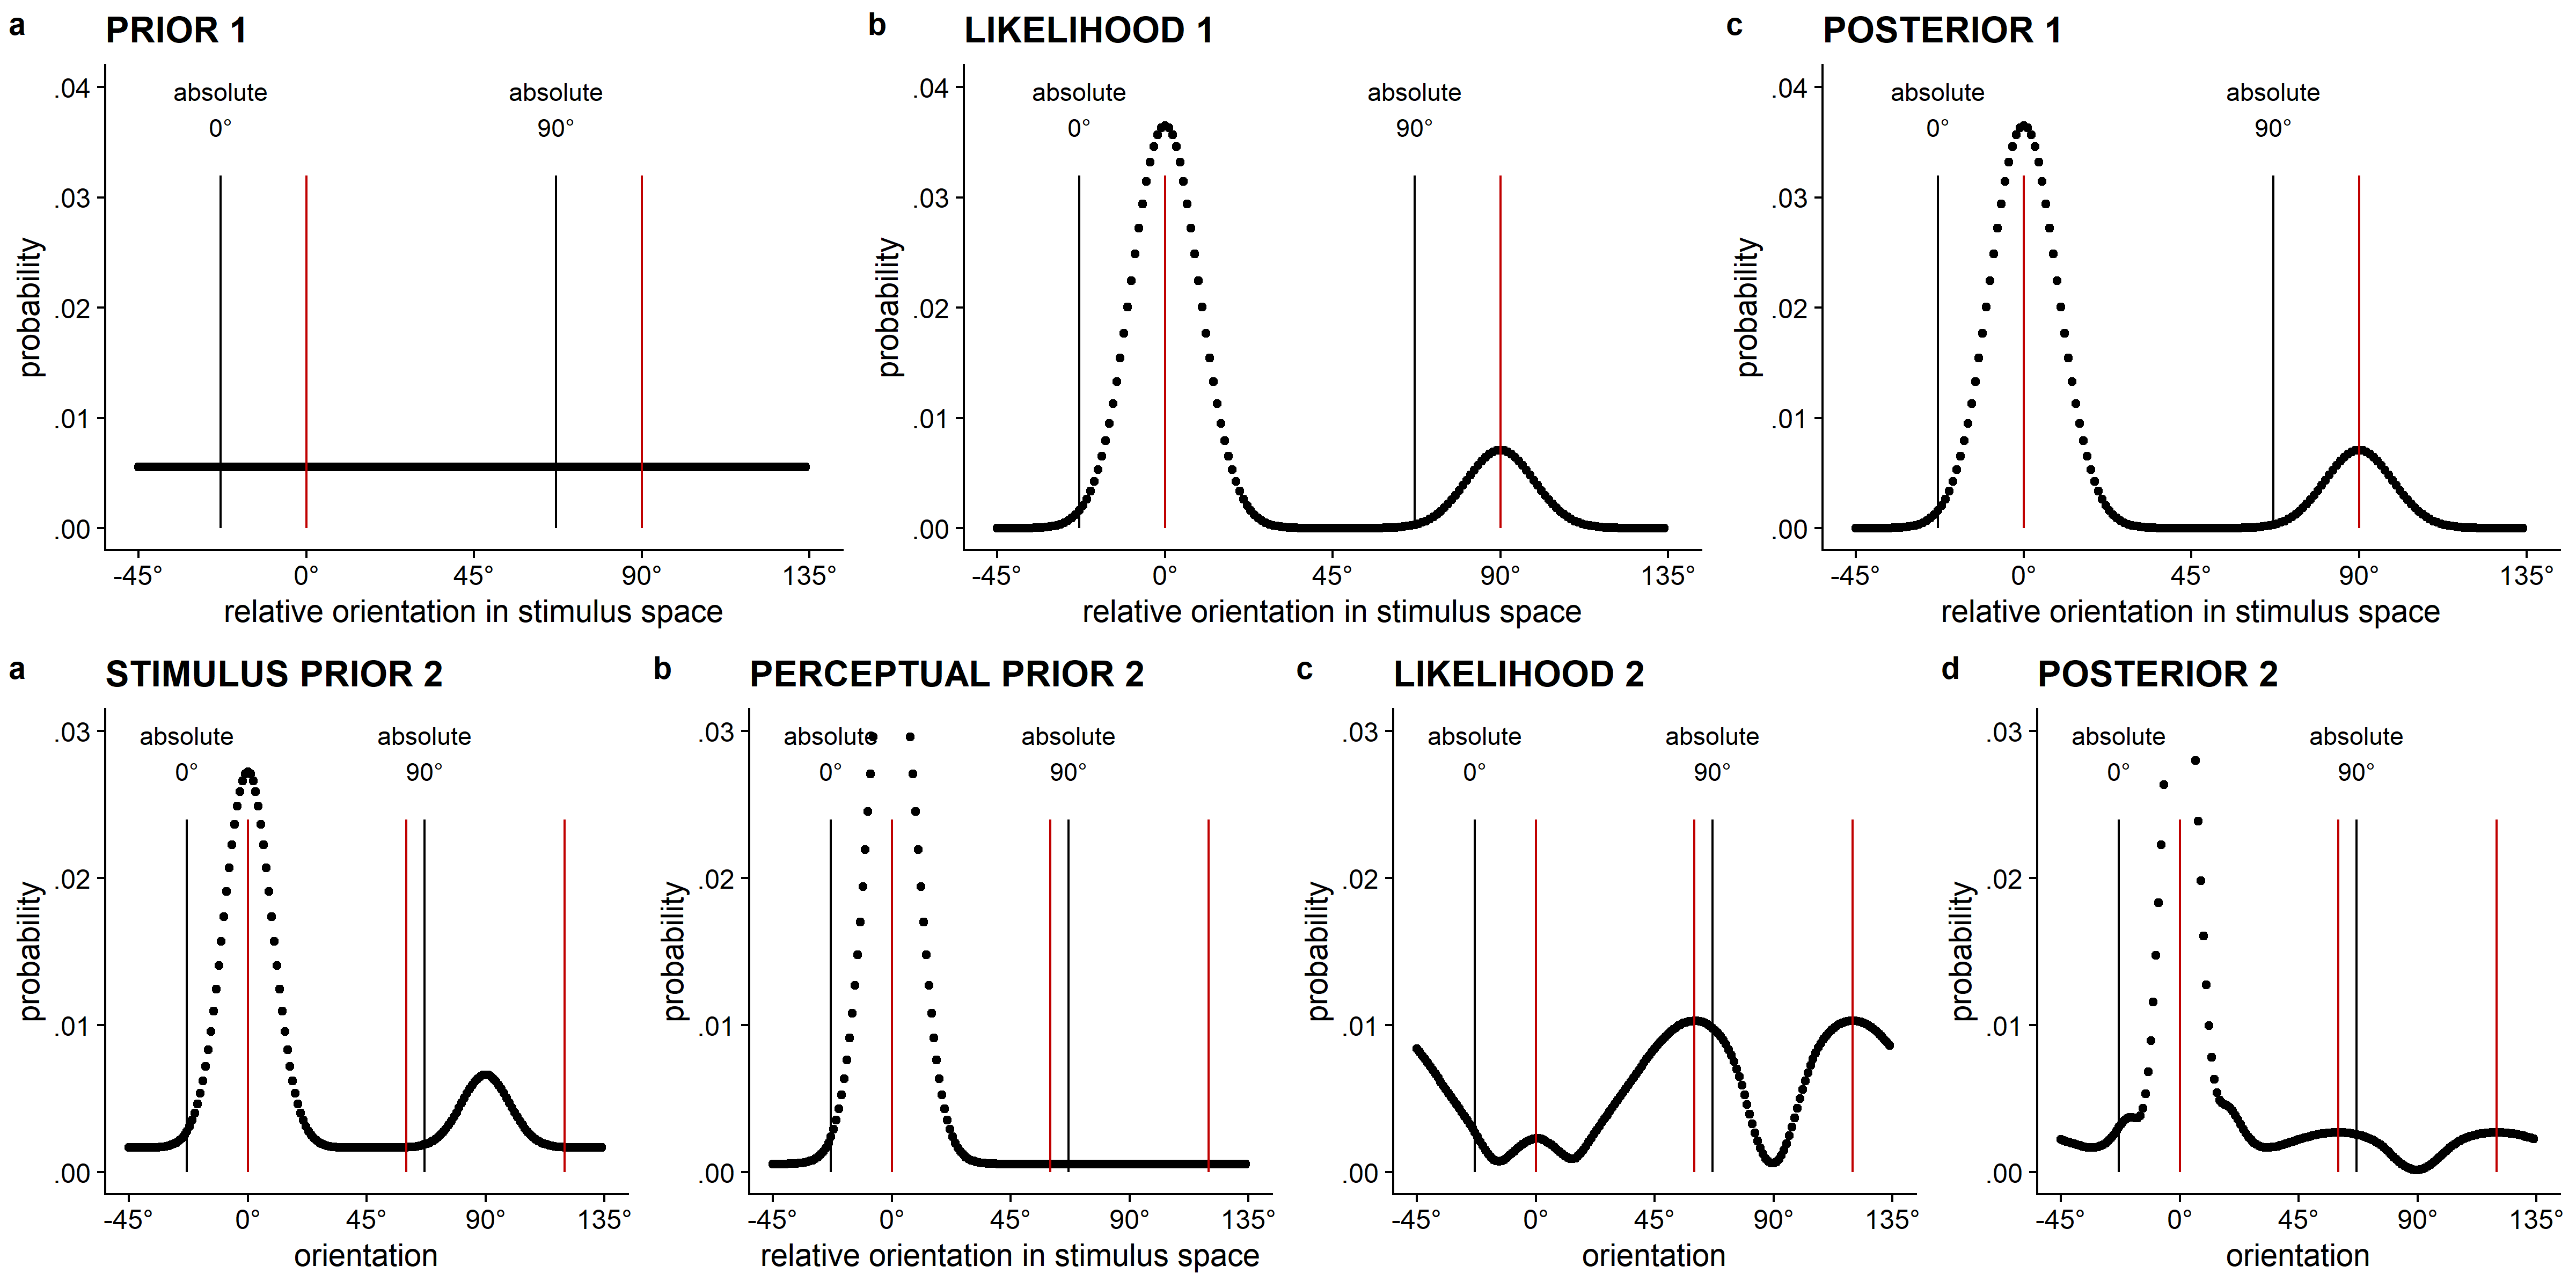 a PRIOR 1
.04
.03
.02
.01
.00
absolute
0°
absolute
90°
probability
-45° 0° 45° 90° 135°
relative orientation in stimulus space
b LIKELIHOOD 1
.04
.03
.02
.01
.00
absolute
0°
absolute
90°
probability
-45° 0° 45° 90° 135°
relative orientation in stimulus space
c POSTERIOR 1
.04
.03
.02
.01
.00
absolute
0°
absolute
90°
probability
-45° 0° 45° 90° 135°
relative orientation in stimulus space
a STIMULUS PRIOR 2
.03
.02
.01
.00
absolute
0°
absolute
90°
probability
-45° 0° 45° 90° 135°
orientation
b PERCEPTUAL PRIOR 2
.03
.02
.01
.00
absolute
0°
absolute
90°
probability
-45° 0° 45° 90° 135°
relative orientation in stimulus space
c LIKELIHOOD 2
.03
.02
.01
.00
absolute
0°
absolute
90°
probability
-45° 0° 45° 90° 135°
orientation
d POSTERIOR 2
.03
.02
.01
.00
absolute
0°
absolute
90°
probability
-45° 0° 45° 90° 135°
orientation